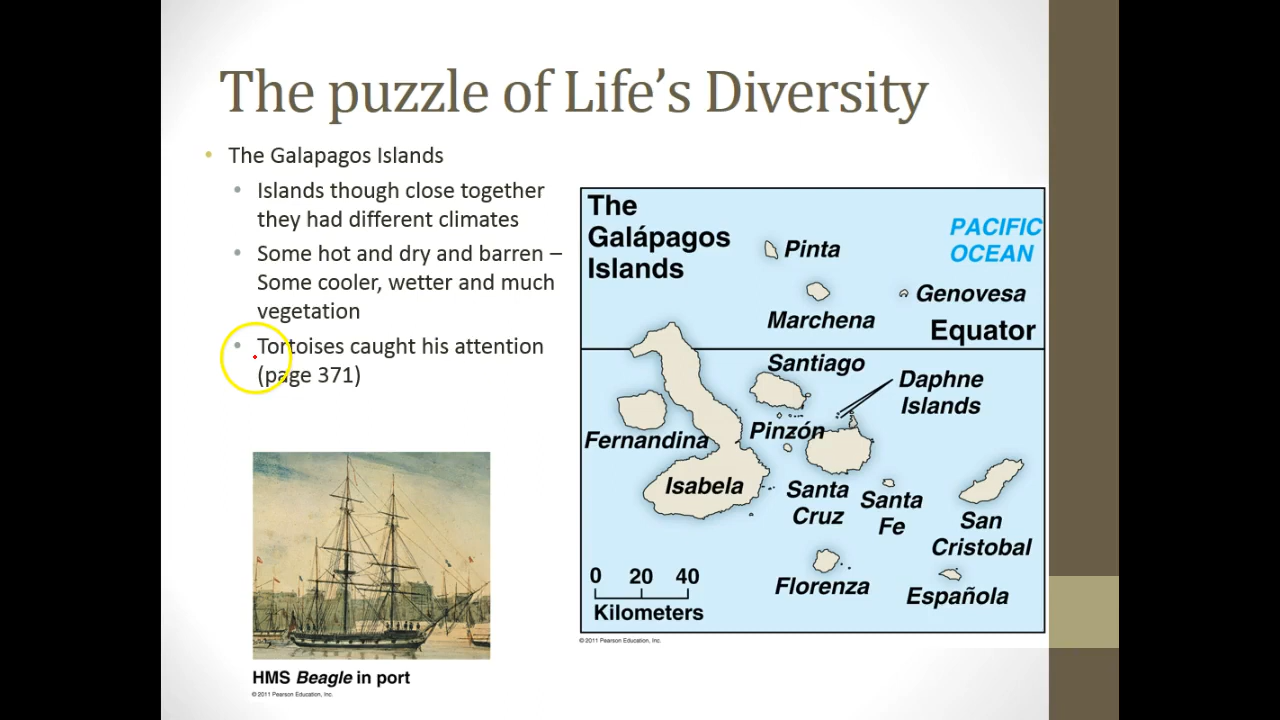 The puzzle of Life's Diversity
• The Galapagos Islands
• Islands though close together
they had different climates
• Some hot and dry and barren –
Some cooler, wetter and much
vegetation
• Tortoises caught his attention
(page 371)
HMS Beagle in port
© 2011 Pearson Education, Inc.
The
Galápagos
Islands
PACIFIC
OCEAN
Pinta
Genovesa
Marchena
Equator
Santiago
Daphne
Islands
Pinzón
Fernandina
Isabela
Santa
Cruz
Santa
Fe
San
Cristobal
Florenza
Española
0 20 40
Kilometers
© 2011 Pearson Education, Inc.